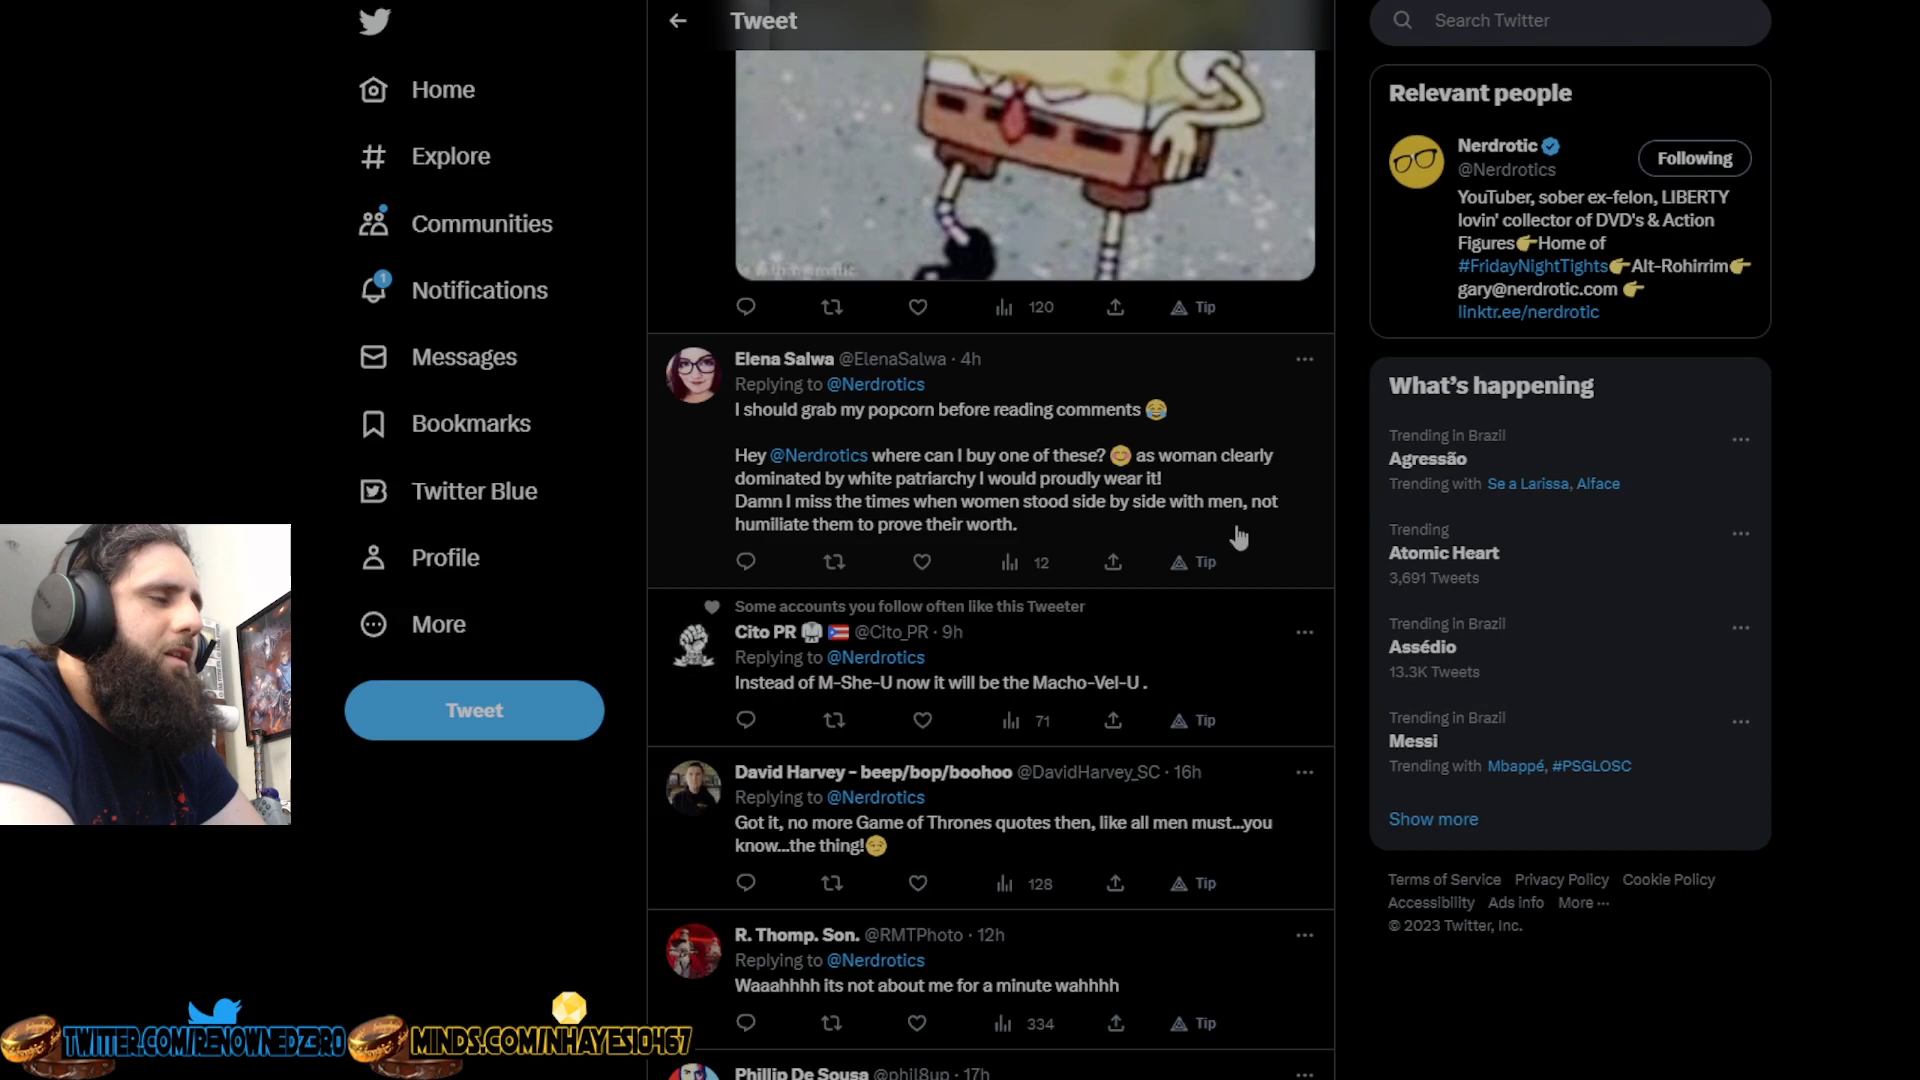 Tweet
Search Twitter
Home
Explore
Communities
1
Notifications
Messages
Bookmarks
Twitter Blue
Profile
More
Tweet
120
Tip
Elena Salwa @ElenaSalwa · 4h
Replying to @Nerdrotics
I should grab my popcorn before reading comments 😂
Hey @Nerdrotics where can I buy one of these? 😊 as woman clearly
dominated by white patriarchy I would proudly wear it!
Damn I miss the times when women stood side by side with men, not
humiliate them to prove their worth.
12
Tip
Some accounts you follow often like this Tweeter
Cito PR 🇵🇷 @Cito_PR · 9h
Replying to @Nerdrotics
Instead of M-She-U now it will be the Macho-Vel-U .
71
Tip
David Harvey – beep/bop/boohoo @DavidHarvey_SC · 16h
Replying to @Nerdrotics
Got it, no more Game of Thrones quotes then, like all men must...you
know...the thing!😏
128
Tip
R. Thomp. Son. @RMTPhoto · 12h
Replying to @Nerdrotics
Waaahhhh its not about me for a minute wahhhh
334
Tip
Phillip De Sousa @phil8up · 17h
Relevant people
Nerdrotic
@Nerdrotics
Following
YouTuber, sober ex-felon, LIBERTY
lovin' collector of DVD's & Action
Figures👉Home of
#FridayNightTights👉Alt-Rohirrim👉
gary@nerdrotic.com 👉
linktr.ee/nerdrotic
What's happening
Trending in Brazil
Agressão
Trending with Se a Larissa, Alface
Trending
Atomic Heart
3,691 Tweets
Trending in Brazil
Assédio
13.3K Tweets
Trending in Brazil
Messi
Trending with Mbappé, #PSGLOSC
Show more
Terms of Service Privacy Policy Cookie Policy
Accessibility Ads info More ···
© 2023 Twitter, Inc.
TWITTER.COM/RENOWNEDZ3R0
MINDS.COM/NHAYES10467